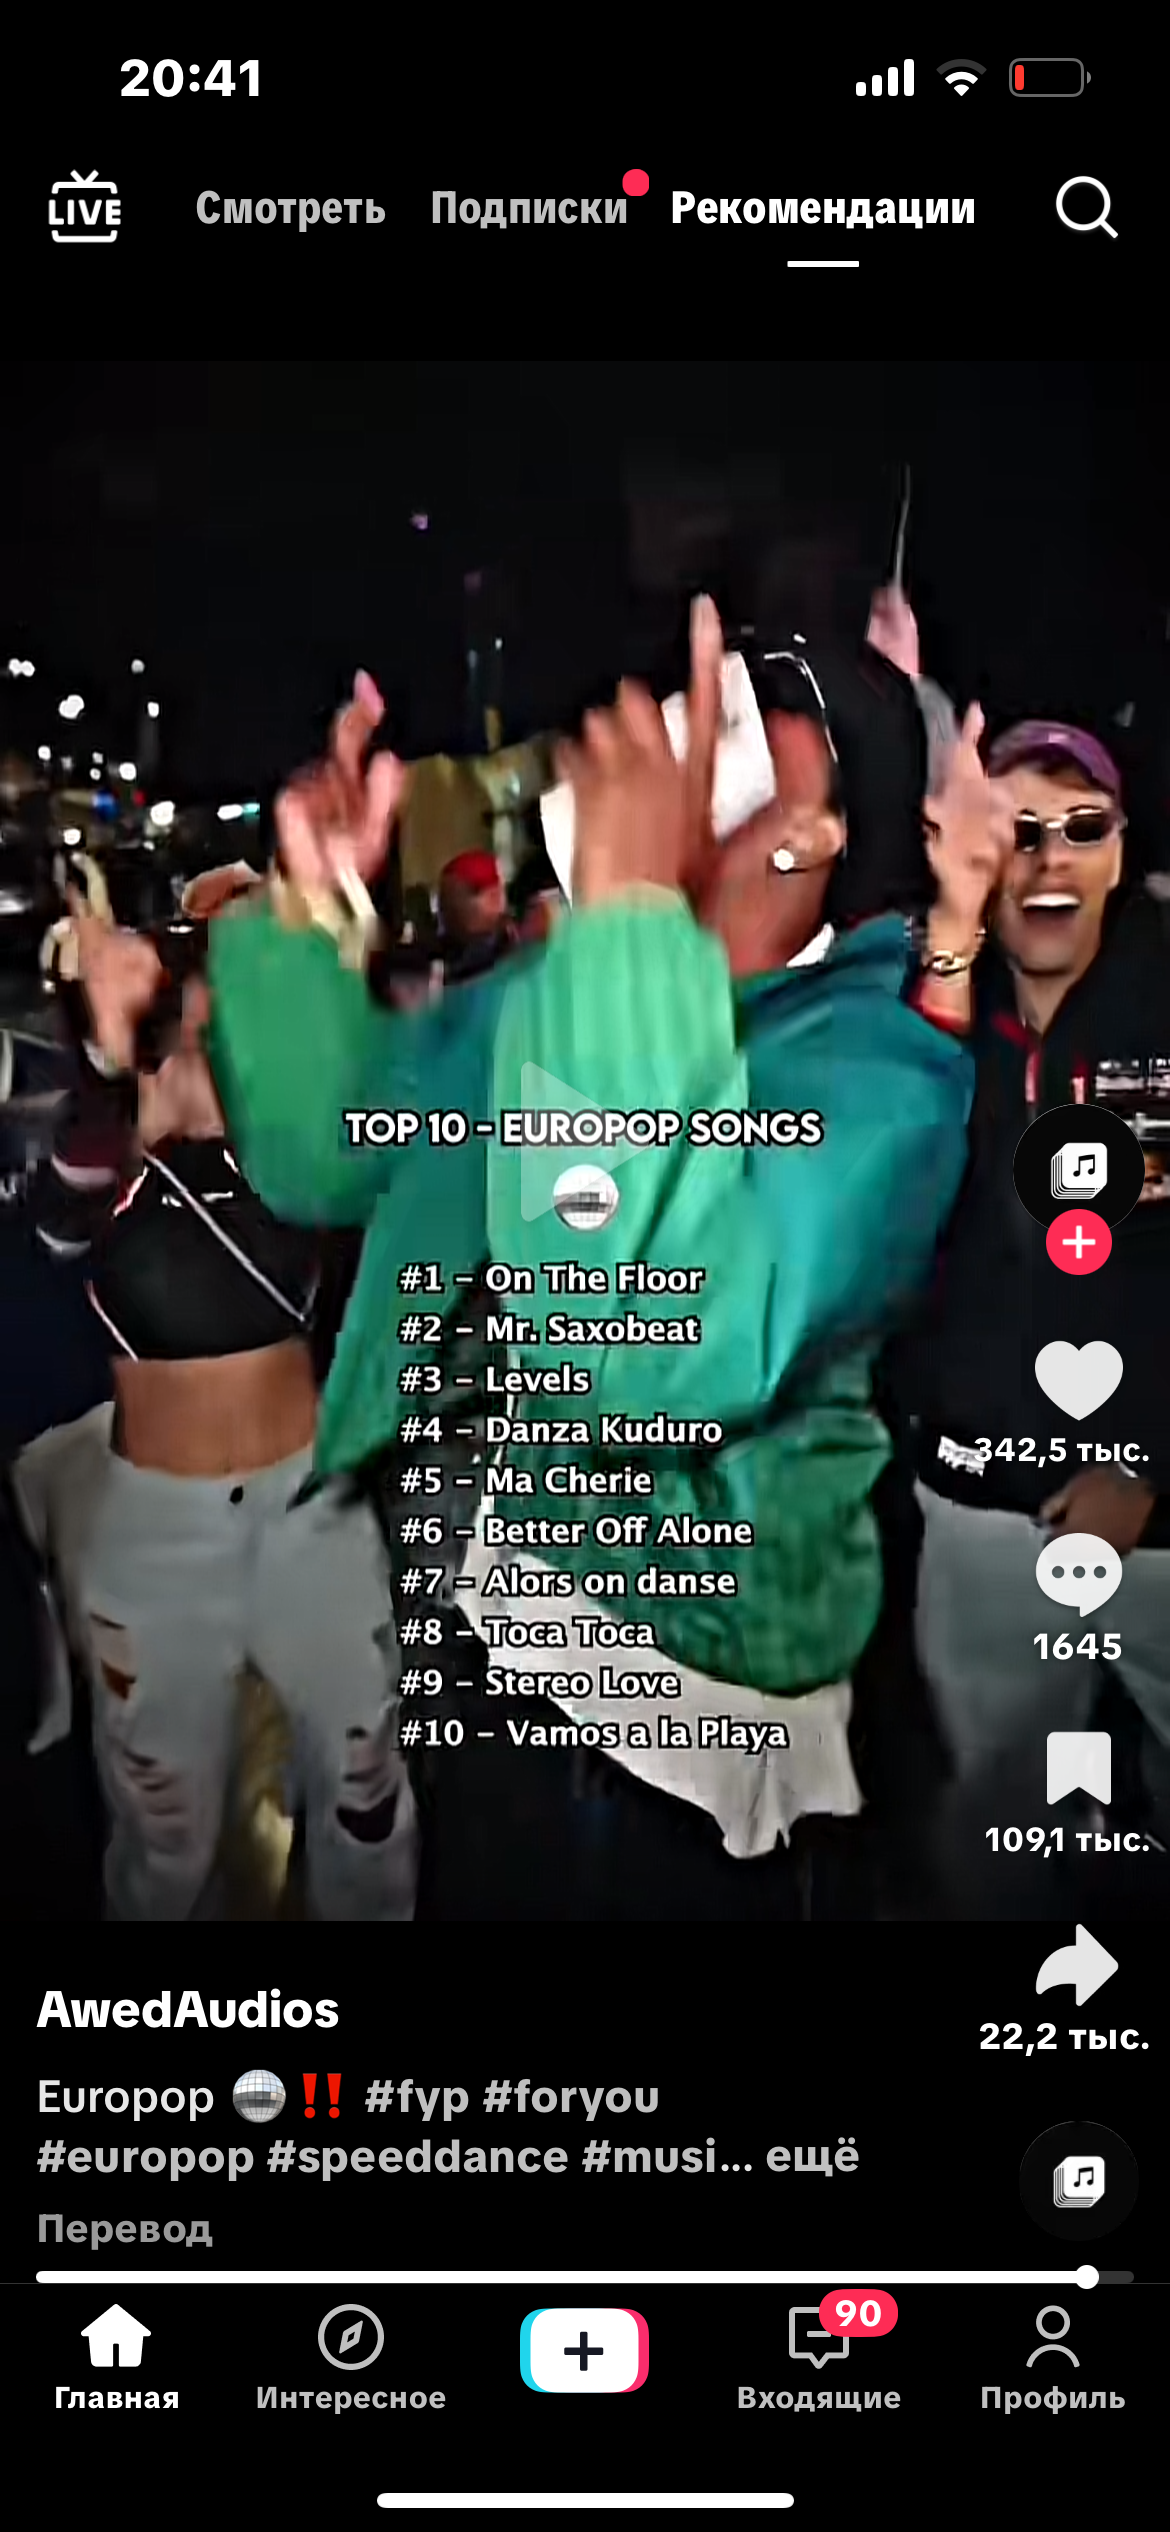 20:41
LIVE Смотреть Подписки Рекомендации
TOP 10 - EUROPOP SONGS
#1 - On The Floor
#2 - Mr. Saxobeat
#3 - Levels
#4 - Danza Kuduro
#5 - Ma Cherie
#6 - Better Off Alone
#7 - Alors on danse
#8 - Toca Toca
#9 - Stereo Love
#10 - Vamos a la Playa
342,5 тыс.
1645
109,1 тыс.
22,2 тыс.
AwedAudios
Europop 🪩‼️ #fyp #foryou
#europop #speeddance #musi... ещё
Перевод
90
Главная Интересное Входящие Профиль